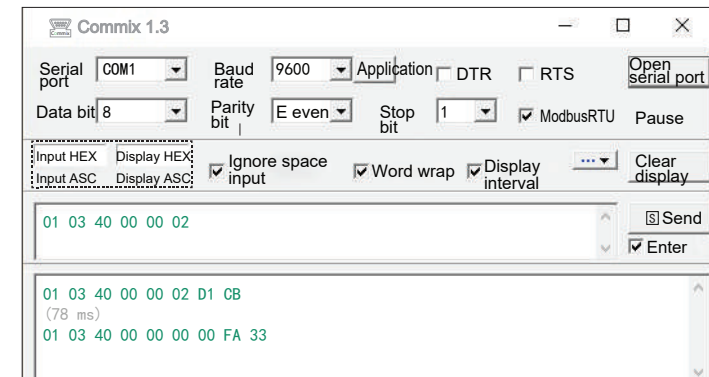 Commix 1.3
Serial port COM1 Baud rate 9600 Application DTR RTS Open serial port
Data bit 8 Parity bit E even Stop bit 1 ModbusRTU Pause
Input HEX Display HEX Ignore space input Word wrap Display interval ... Clear display
Input ASC Display ASC
01 03 40 00 00 02 S Send
Enter
01 03 40 00 00 02 D1 CB
(78 ms)
01 03 40 00 00 00 00 FA 33